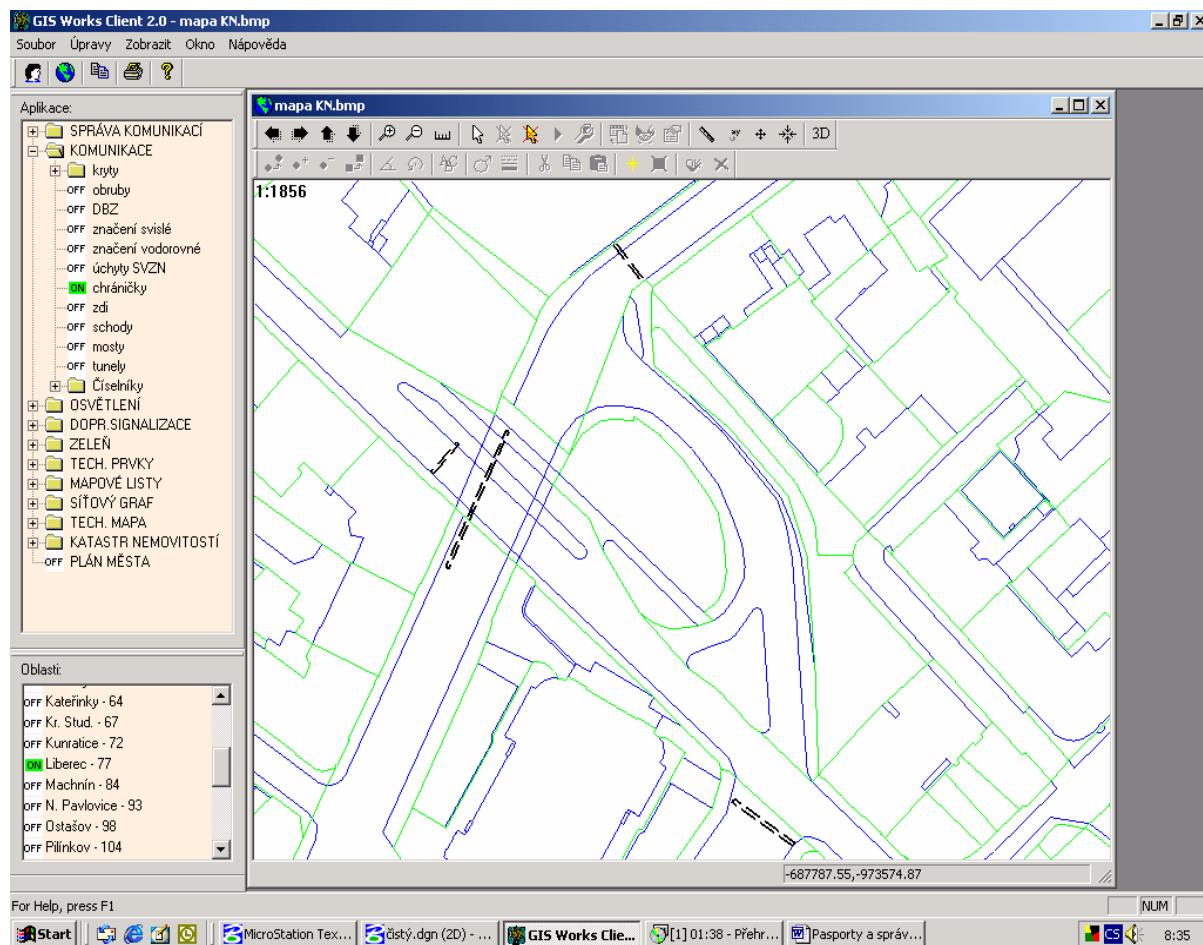 GIS Works Client 2.0 - mapa KN.bmp
Soubor Úpravy Zobrazit Okno Nápověda
Aplikace:
SPRÁVA KOMUNIKACÍ
KOMUNIKACE
kryty
OFF obruby
OFF DBZ
OFF značení svislé
OFF značení vodorovné
OFF úchyty SVZN
ON chráničky
OFF zdi
OFF schody
OFF mosty
OFF tunely
Číselníky
OSVĚTLENÍ
DOPR.SIGNALIZACE
ZELEŇ
TECH. PRVKY
MAPOVÉ LISTY
SÍŤOVÝ GRAF
TECH. MAPA
KATASTR NEMOVITOSTÍ
OFF PLÁN MĚSTA
Oblasti:
OFF Kateřinky - 64
OFF Kr. Stud. - 67
OFF Kunratice - 72
ON Liberec - 77
OFF Machnín - 84
OFF N. Pavlovice - 93
OFF Ostašov - 98
OFF Pilínkov - 104
mapa KN.bmp
3D
1:1856
-687787.55,-973574.87
For Help, press F1
NUM
Start
MicroStation Tex...
čistý.dgn (2D) - ...
GIS Works Clie...
[1] 01:38 - Přehr...
Pasporty a správ...
CS
8:35